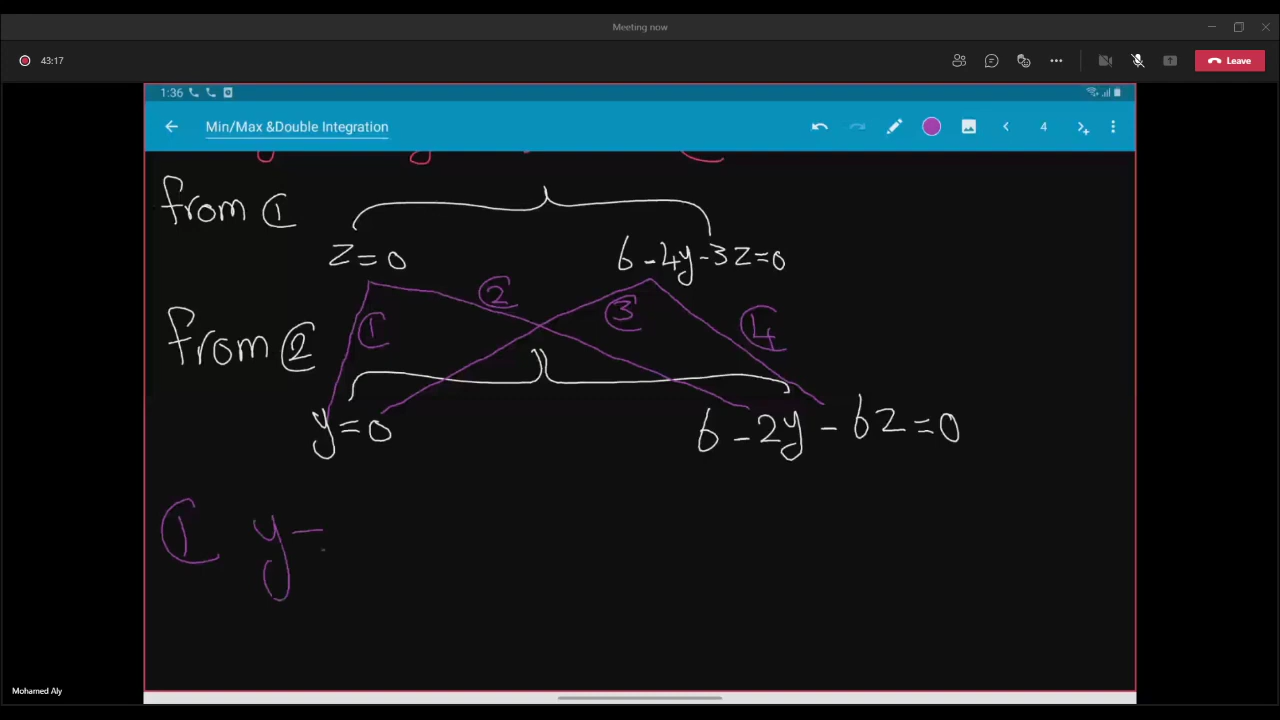 Meeting now
43:17
Leave
1:36
Min/Max &Double Integration
4
from ①
z=0 6-4y-3z=0
② ③
① ④
from ②
y=0 6-2y-6z=0
① y=
Mohamed Aly